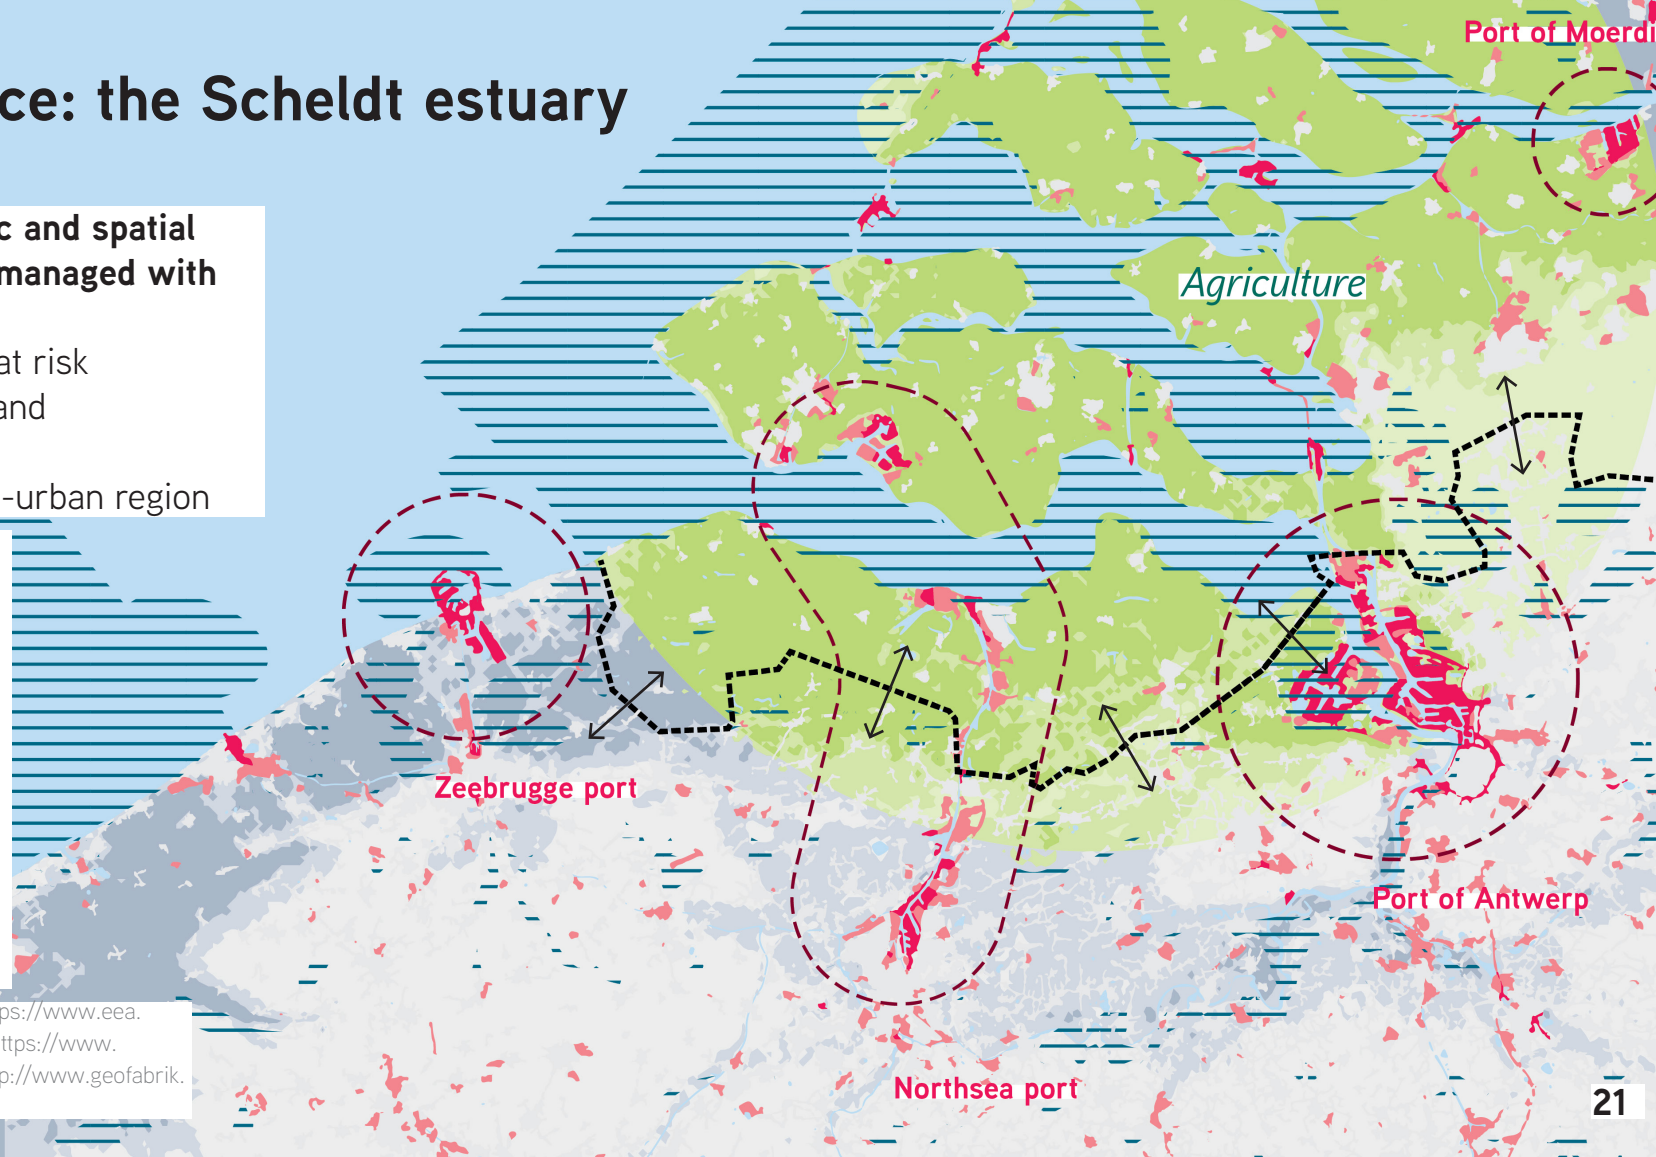 Port of Moerdi
ce: the Scheldt estuary
c and spatial
managed with
at risk
and
-urban region
Agriculture
Zeebrugge port
Port of Antwerp
ps://www.eea.
ttps://www.
p://www.geofabrik.
Northsea port
21